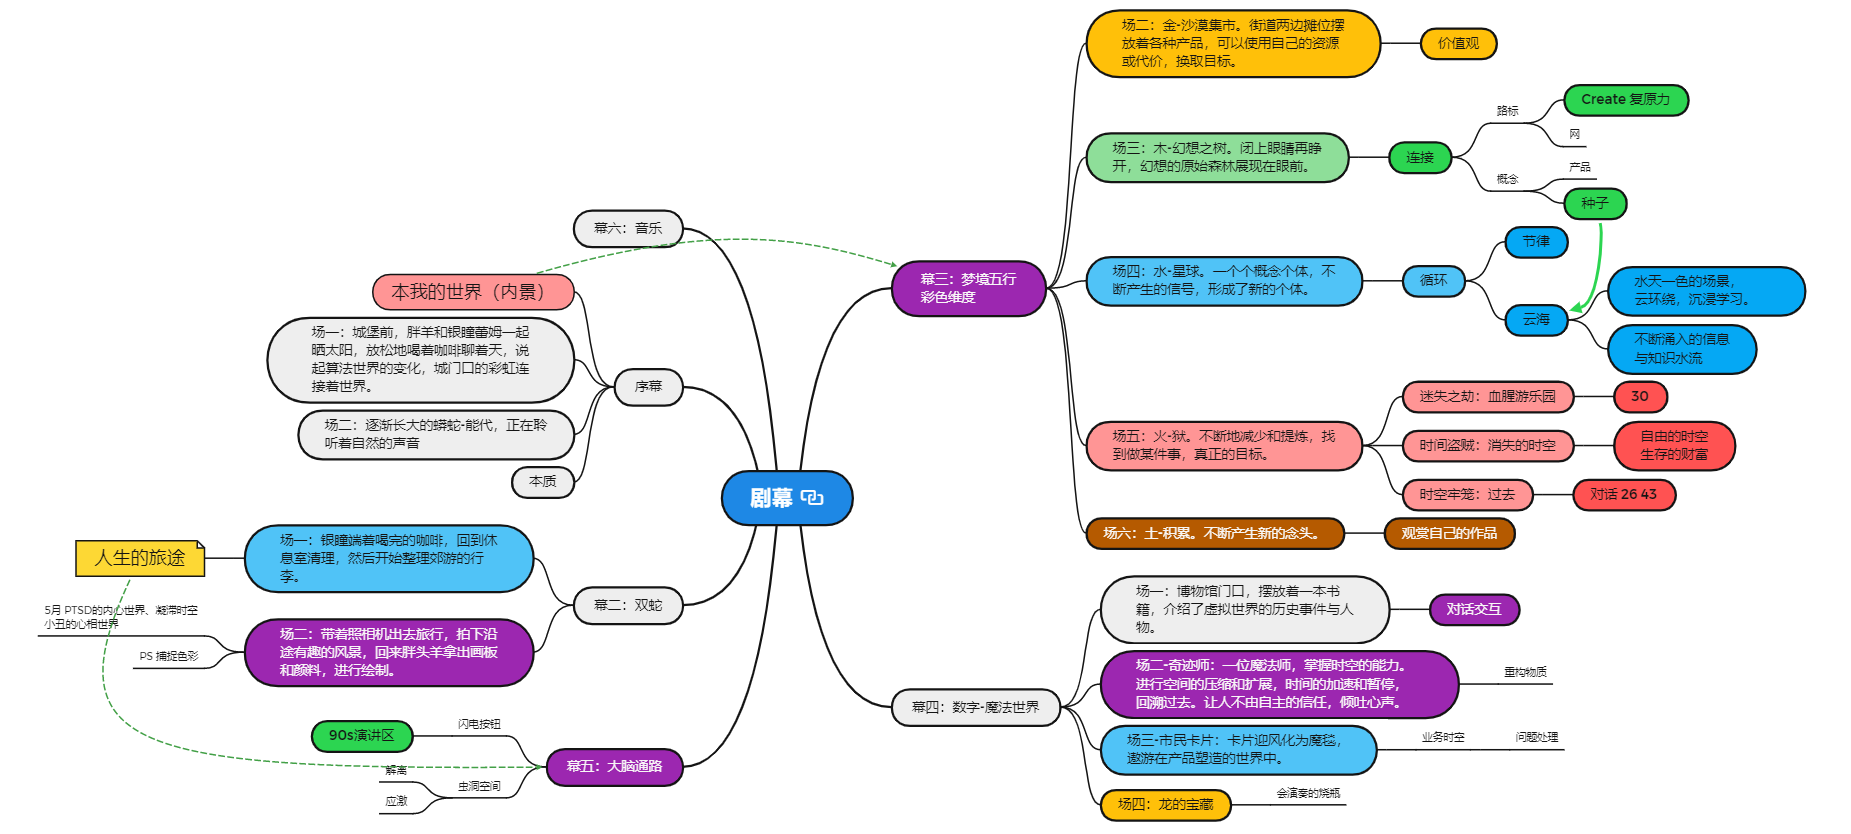 剧幕
幕六：音乐
序幕
本我的世界（内景）
场一：城堡前，胖羊和银瞳蕾姆一起
晒太阳，放松地喝着咖啡聊着天，说
起算法世界的变化，城门口的彩虹连
接着世界。
场二：逐渐长大的蟒蛇-能代，正在聆
听着自然的声音
本质
幕二：双蛇
场一：银瞳端着喝完的咖啡，回到休
息室清理，然后开始整理郊游的行
李。
人生的旅途
场二：带着照相机出去旅行，拍下沿
途有趣的风景，回来胖头羊拿出画板
和颜料，进行绘制。
5月 PTSD的内心世界、凝滞时空
小丑的心相世界
PS 捕捉色彩
幕五：大脑通路
闪电按钮
90s演讲区
虫洞空间
解离
应激
幕三：梦境五行
彩色维度
场二：金-沙漠集市。街道两边摊位摆
放着各种产品，可以使用自己的资源
或代价，换取目标。
价值观
场三：木-幻想之树。闭上眼睛再睁
开，幻想的原始森林展现在眼前。
连接
路标
Create 复原力
网
概念
产品
种子
场四：水-星球。一个个概念个体，不
断产生的信号，形成了新的个体。
循环
节律
云海
水天一色的场景，
云环绕，沉浸学习。
不断涌入的信息
与知识水流
场五：火-狱。不断地减少和提炼，找
到做某件事，真正的目标。
迷失之劫：血腥游乐园
30
时间盗贼：消失的时空
自由的时空
生存的财富
时空牢笼：过去
对话 26 43
场六：土-积累。不断产生新的念头。
观赏自己的作品
幕四：数字-魔法世界
场一：博物馆门口，摆放着一本书
籍，介绍了虚拟世界的历史事件与人
物。
对话交互
场二-奇迹师：一位魔法师，掌握时空的能力。
进行空间的压缩和扩展，时间的加速和暂停，
回溯过去。让人不由自主的信任，倾吐心声。
重构物质
场三-市民卡片：卡片迎风化为魔毯，
遨游在产品塑造的世界中。
业务时空
问题处理
场四：龙的宝藏
会演奏的烧瓶